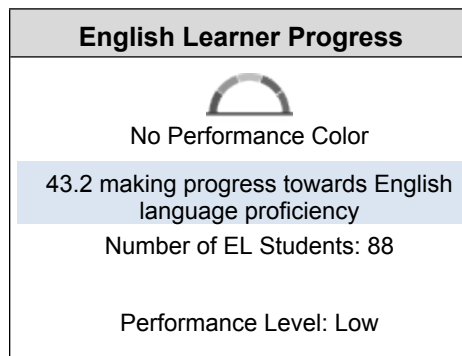 English Learner Progress
No Performance Color
43.2 making progress towards English
language proficiency
Number of EL Students: 88
Performance Level: Low